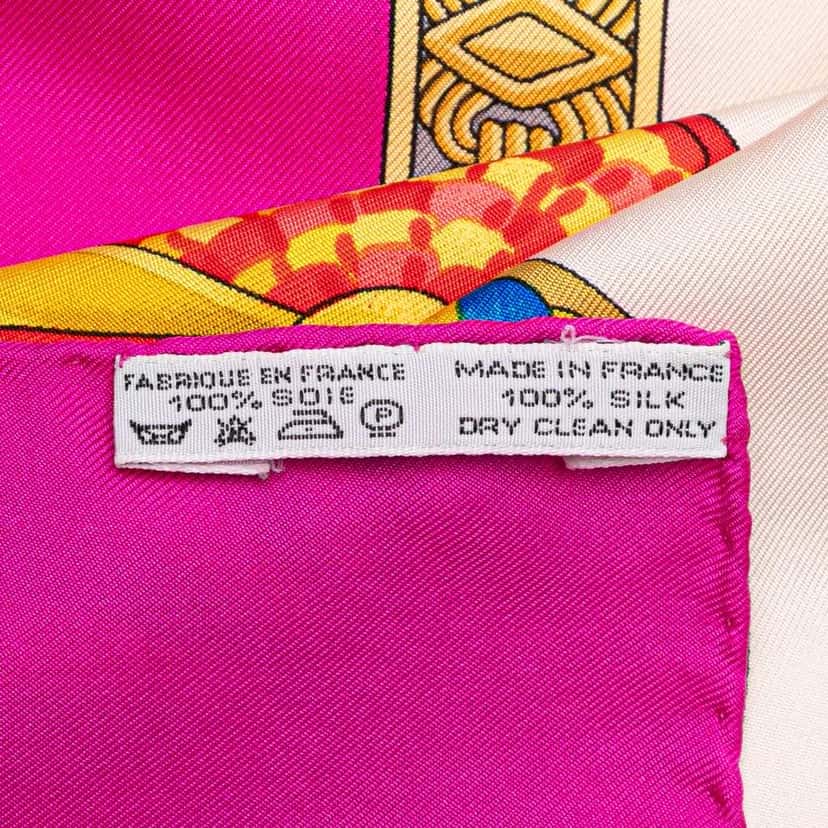 FABRIQUE EN FRANCE
100% SOIE
P
MADE IN FRANCE
100% SILK
DRY CLEAN ONLY